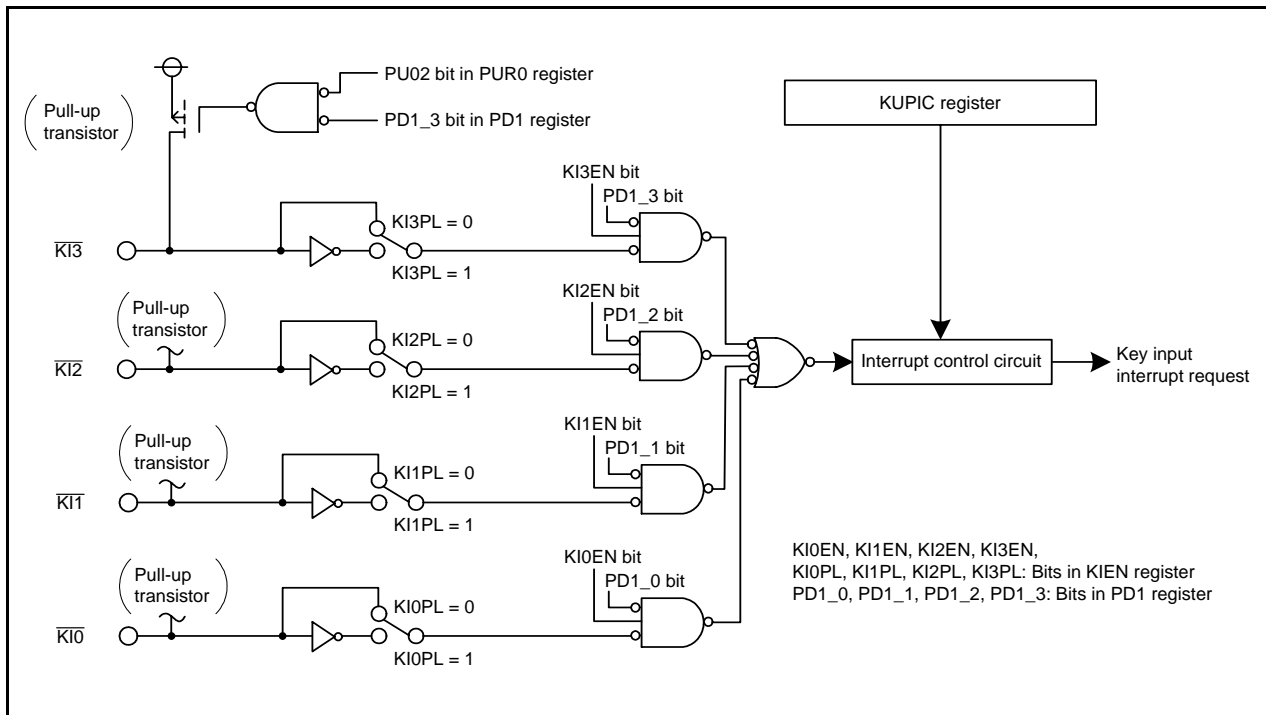 PU02 bit in PUR0 register
KUPIC register
Pull-up
transistor
PD1_3 bit in PD1 register
KI3EN bit
PD1_3 bit
KI3PL = 0
KI3
KI3PL = 1
Pull-up
transistor
KI2EN bit
PD1_2 bit
KI2PL = 0
KI2
KI2PL = 1
Interrupt control circuit
Key input
interrupt request
Pull-up
transistor
KI1EN bit
PD1_1 bit
KI1PL = 0
KI1
KI1PL = 1
Pull-up
transistor
KI0EN bit
PD1_0 bit
KI0PL = 0
KI0
KI0PL = 1
KI0EN, KI1EN, KI2EN, KI3EN,
KI0PL, KI1PL, KI2PL, KI3PL: Bits in KIEN register
PD1_0, PD1_1, PD1_2, PD1_3: Bits in PD1 register